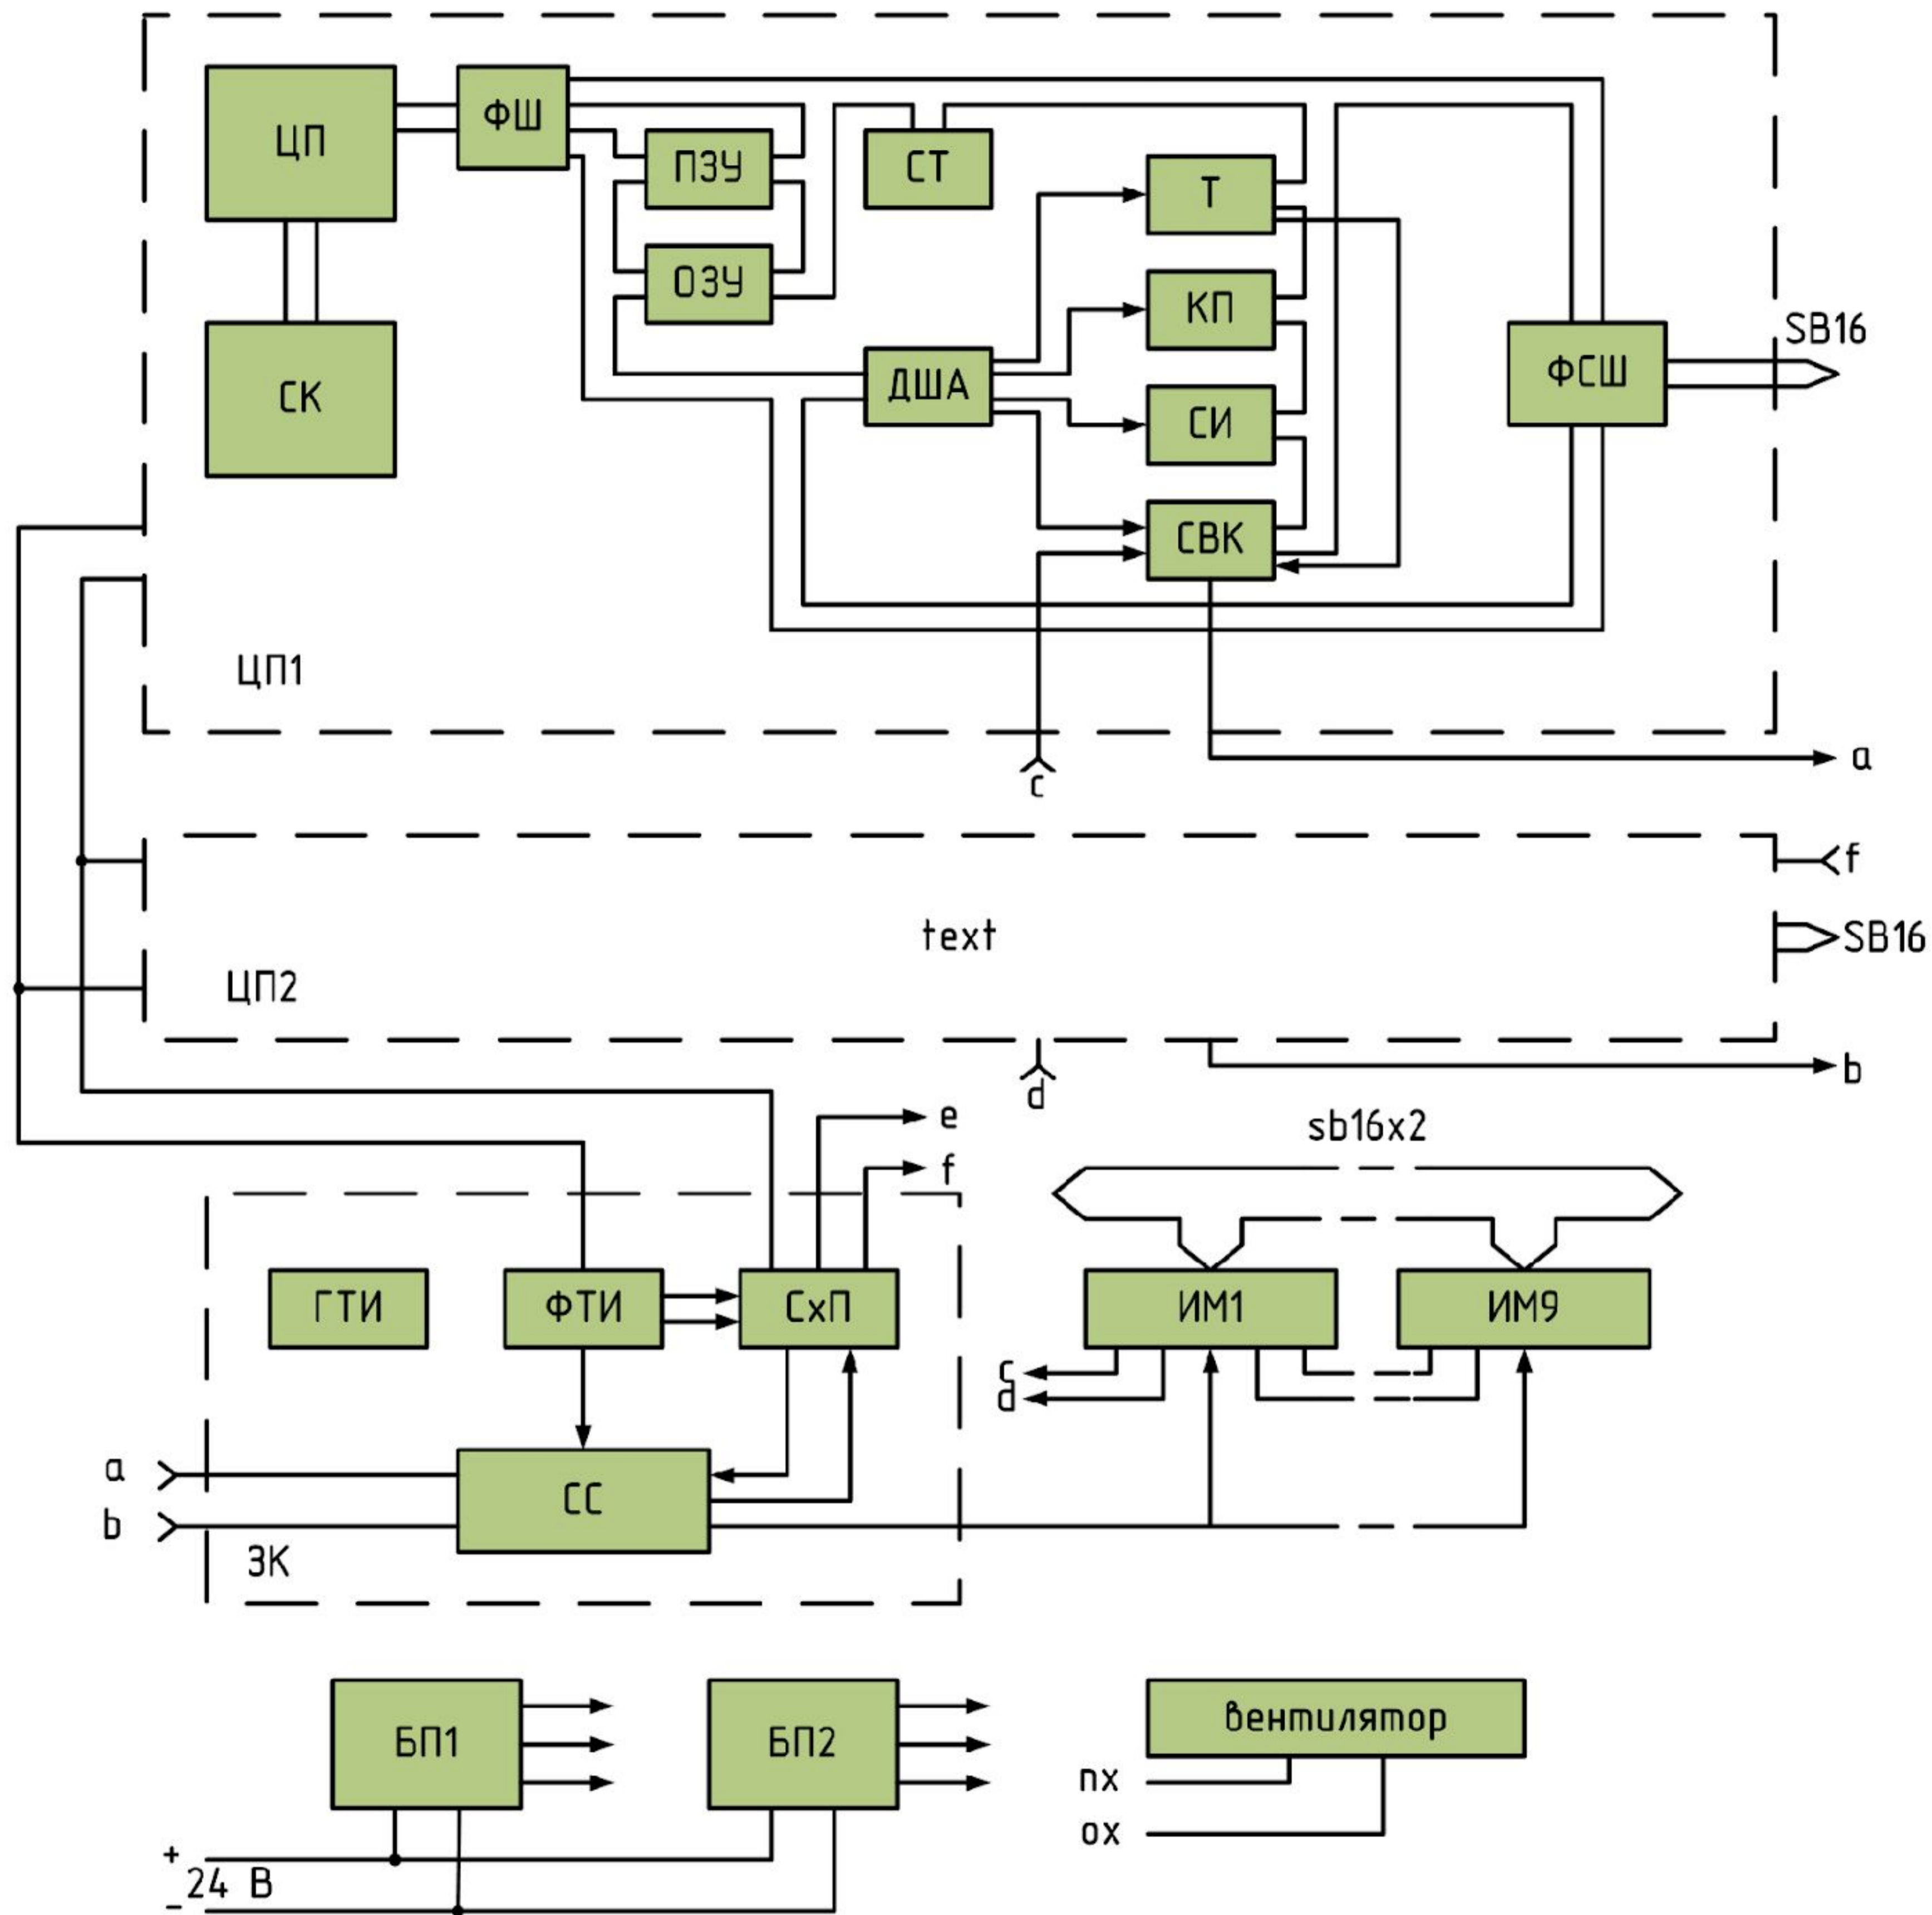 ЦП
ФШ
ПЗУ
СТ
Т
ОЗУ
КП
SB16
ДША
ФСШ
СК
СИ
СВК
ЦП1
c
a
f
text
SB16
ЦП2
d
b
e
sb16x2
f
ГТИ
ФТИ
СхП
ИМ1
ИМ9
c
d
a
СС
b
ЗК
БП1
БП2
вентилятор
пх
ох
+
24 В
-